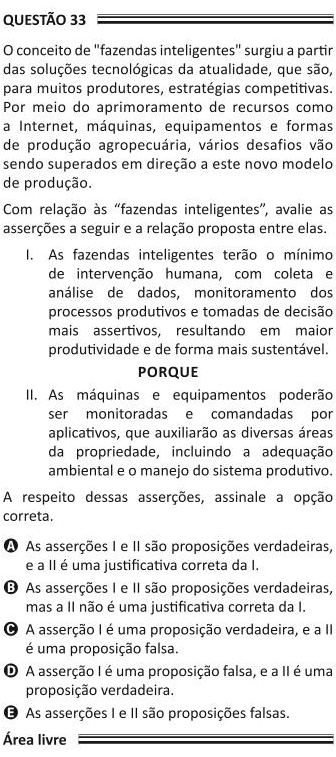 QUESTÃO 33
O conceito de "fazendas inteligentes" surgiu a partir
das soluções tecnológicas da atualidade, que são,
para muitos produtores, estratégias competitivas.
Por meio do aprimoramento de recursos como
a Internet, máquinas, equipamentos e formas
de produção agropecuária, vários desafios vão
sendo superados em direção a este novo modelo
de produção.
Com relação às “fazendas inteligentes”, avalie as
asserções a seguir e a relação proposta entre elas.
I. As fazendas inteligentes terão o mínimo
de intervenção humana, com coleta e
análise de dados, monitoramento dos
processos produtivos e tomadas de decisão
mais assertivos, resultando em maior
produtividade e de forma mais sustentável.
PORQUE
II. As máquinas e equipamentos poderão
ser monitoradas e comandadas por
aplicativos, que auxiliarão as diversas áreas
da propriedade, incluindo a adequação
ambiental e o manejo do sistema produtivo.
A respeito dessas asserções, assinale a opção
correta.
A As asserções I e II são proposições verdadeiras,
e a II é uma justificativa correta da I.
B As asserções I e II são proposições verdadeiras,
mas a II não é uma justificativa correta da I.
C A asserção I é uma proposição verdadeira, e a II
é uma proposição falsa.
D A asserção I é uma proposição falsa, e a II é uma
proposição verdadeira.
E As asserções I e II são proposições falsas.
Área livre